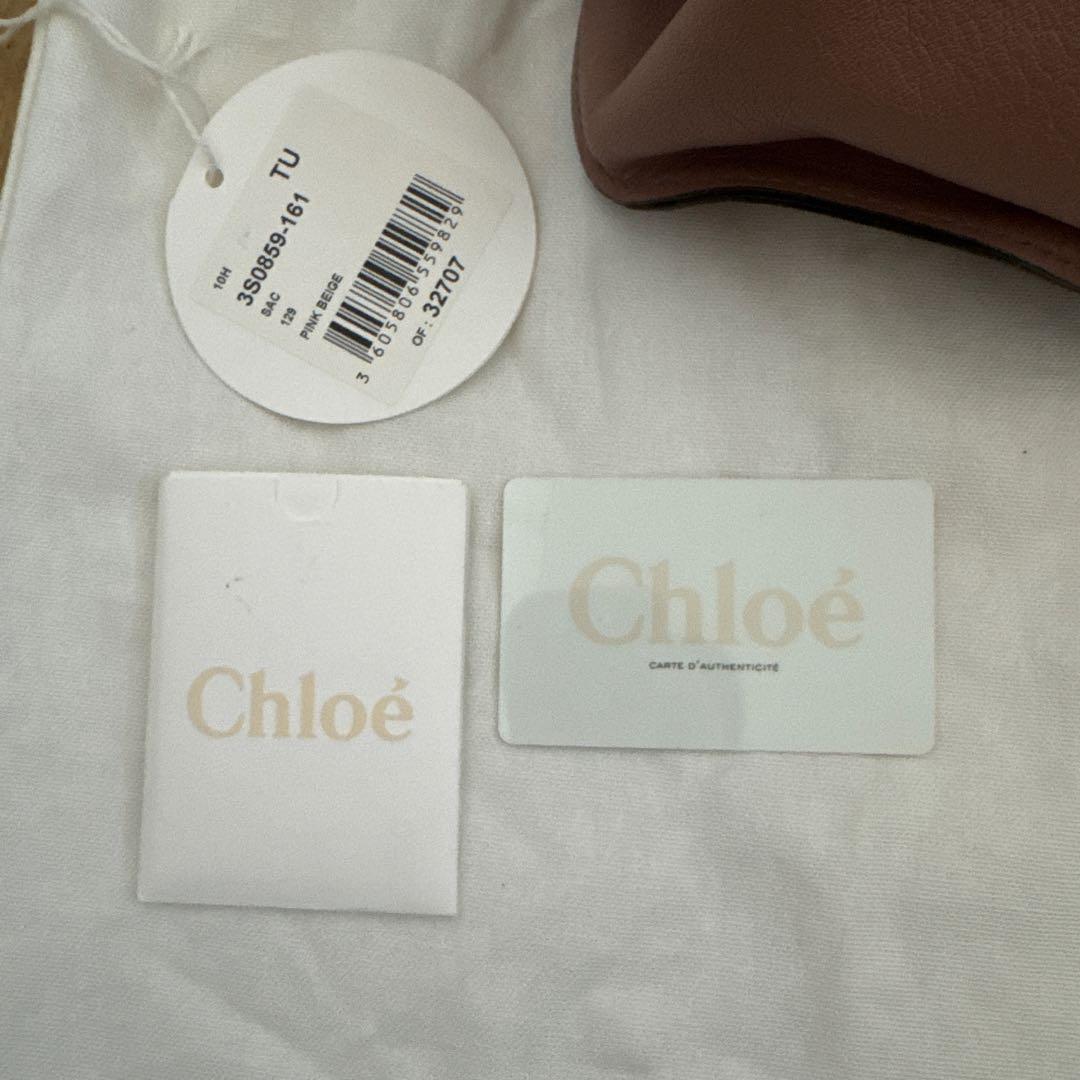 10H
3S0859-161 TU
SAC
129
PINK BEIGE
3 605806 559829
OF: 32707
Chloé
Chloé
CARTE D'AUTHENTICITÉ